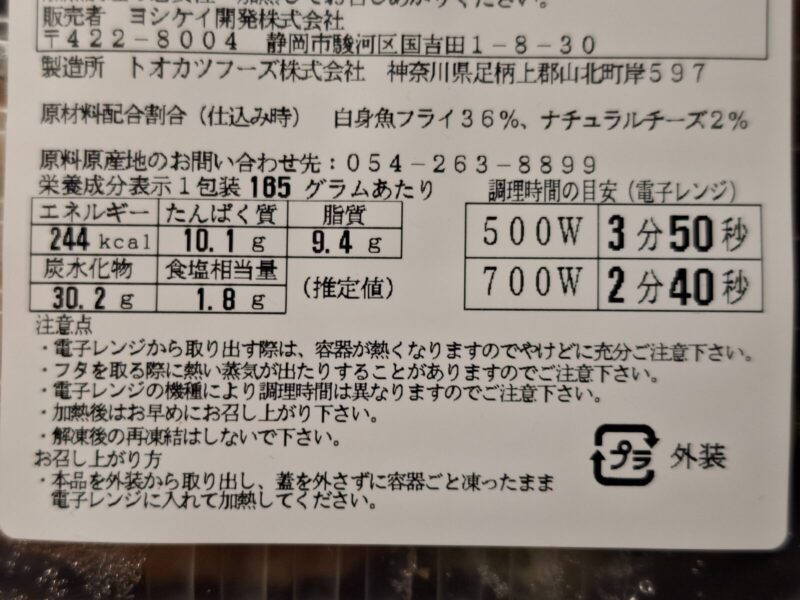 てお召しあがりください。
販売者 ヨシケイ開発株式会社
〒422-8004 静岡市駿河区国吉田1-8-30
製造所 トオカツフーズ株式会社 神奈川県足柄上郡山北町岸597
原材料配合割合（仕込み時） 白身魚フライ36%、ナチュラルチーズ2%
原料原産地のお問い合わせ先：054-263-8899
栄養成分表示1包装165グラムあたり
エネルギー たんぱく質 脂質
244kcal 10.1g 9.4g
炭水化物 食塩相当量
30.2g 1.8g （推定値）
調理時間の目安（電子レンジ）
500W 3分50秒
700W 2分40秒
注意点
・電子レンジから取り出す際は、容器が熱くなりますのでやけどに充分ご注意下さい。
・フタを取る際に熱い蒸気が出たりすることがありますのでご注意下さい。
・電子レンジの機種により調理時間は異なりますのでご注意下さい。
・加熱後はお早めにお召し上がり下さい。
・解凍後の再凍結はしないで下さい。
お召し上がり方
・本品を外装から取り出し、蓋を外さずに容器ごと凍ったまま
電子レンジに入れて加熱してください。
プラ 外装